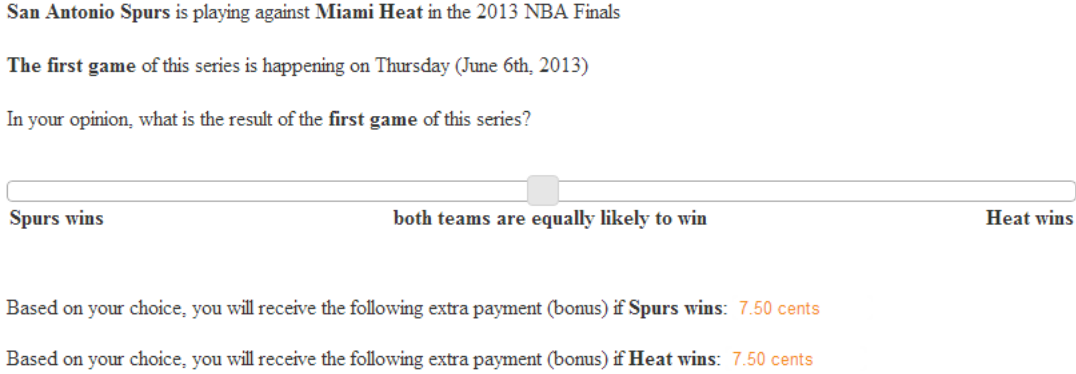 San Antonio Spurs is playing against Miami Heat in the 2013 NBA Finals
The first game of this series is happening on Thursday (June 6th, 2013)
In your opinion, what is the result of the first game of this series?
Spurs wins both teams are equally likely to win Heat wins
Based on your choice, you will receive the following extra payment (bonus) if Spurs wins: 7.50 cents
Based on your choice, you will receive the following extra payment (bonus) if Heat wins: 7.50 cents